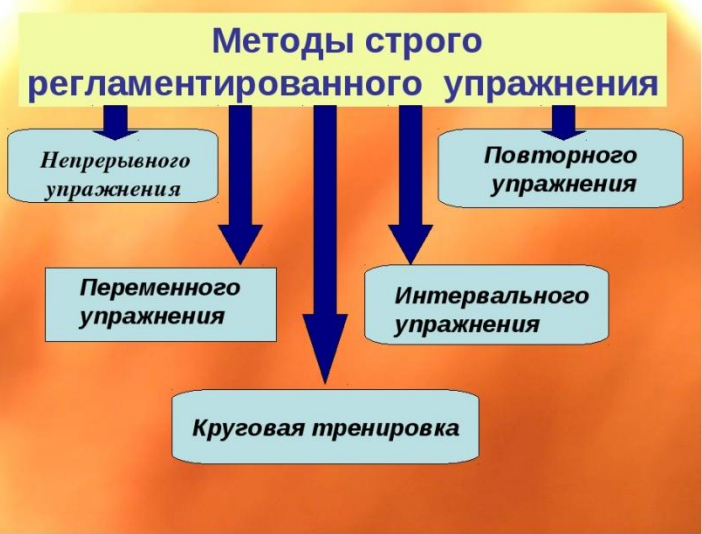 Методы строго
регламентированного упражнения
Непрерывного
упражнения
Повторного
упражнения
Переменного
упражнения
Интервального
упражнения
Круговая тренировка